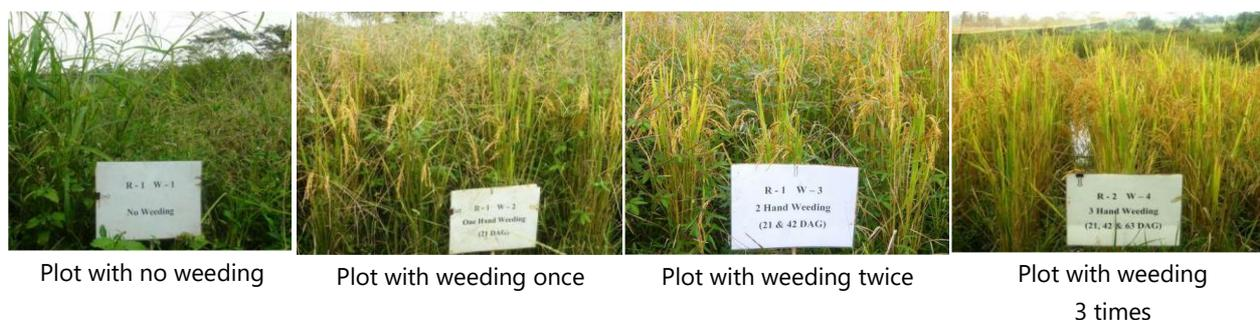 R - 1 W - 1
No Weeding
R - 1 W - 2
One Hand Weeding
(21 DAG)
R - 1 W - 3
2 Hand Weeding
(21 & 42 DAG)
R - 2 W - 4
3 Hand Weeding
(21, 42 & 63 DAG)
Plot with no weeding
Plot with weeding once
Plot with weeding twice
Plot with weeding
3 times